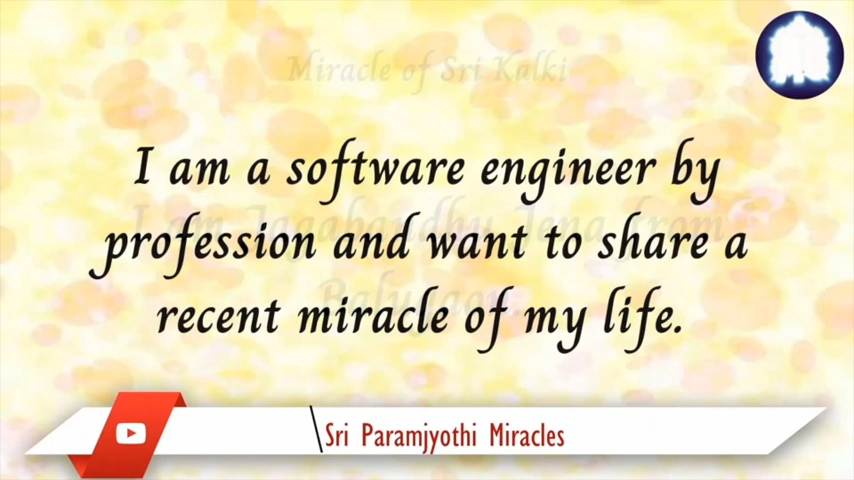 Miracle of Sri Kalki
I am a software engineer by
profession and want to share a
recent miracle of my life.
Sri Paramjyothi Miracles